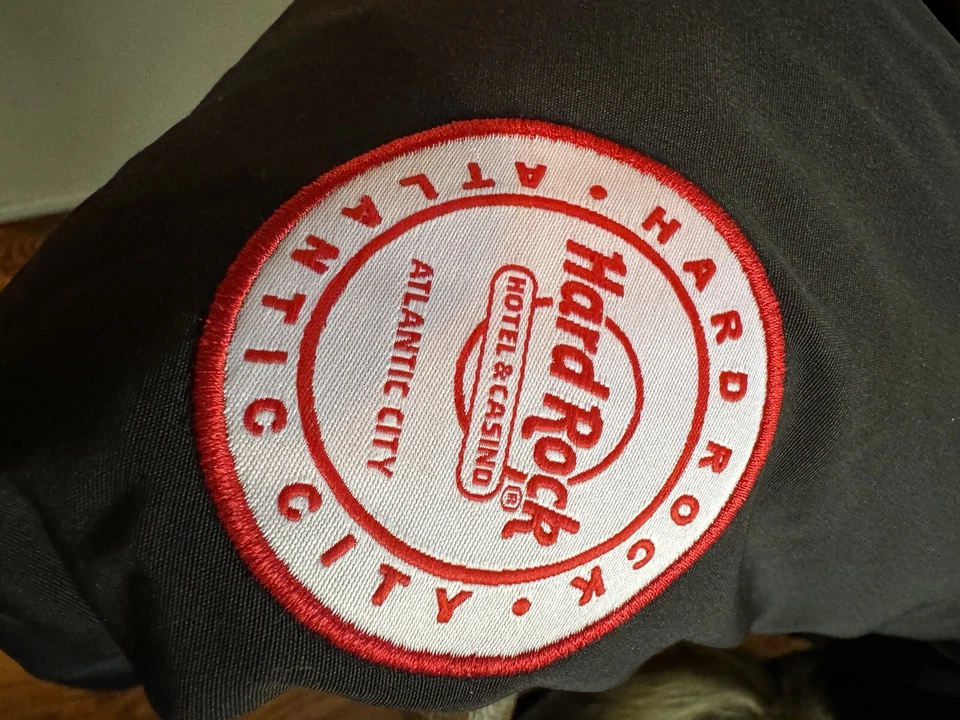 HARD ROCK
Hard Rock ®
HOTEL & CASINO
ATLANTIC CITY
• ATLANTIC CITY •